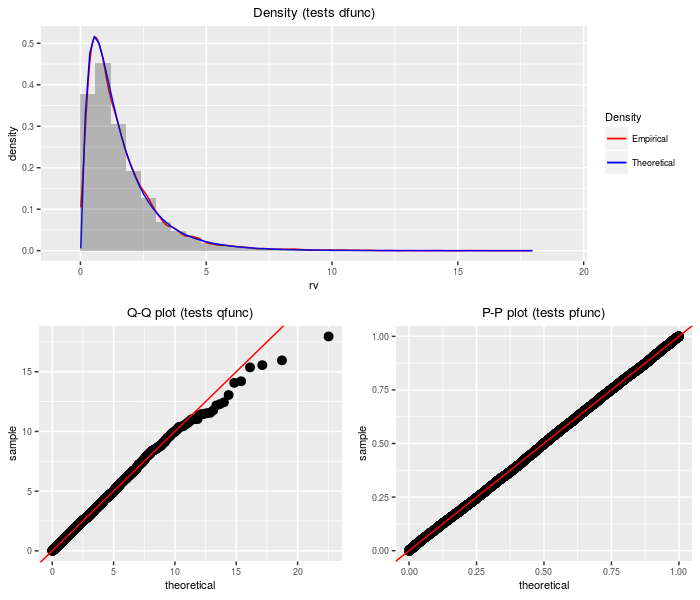 Density (tests dfunc)
density
0.5
0.4
0.3
0.2
0.1
0.0
0 5 10 15 20
rv
Density
Empirical
Theoretical
Q-Q plot (tests qfunc)
sample
15
10
5
0
0 5 10 15 20
theoretical
P-P plot (tests pfunc)
sample
1.00
0.75
0.50
0.25
0.00
0.00 0.25 0.50 0.75 1.00
theoretical